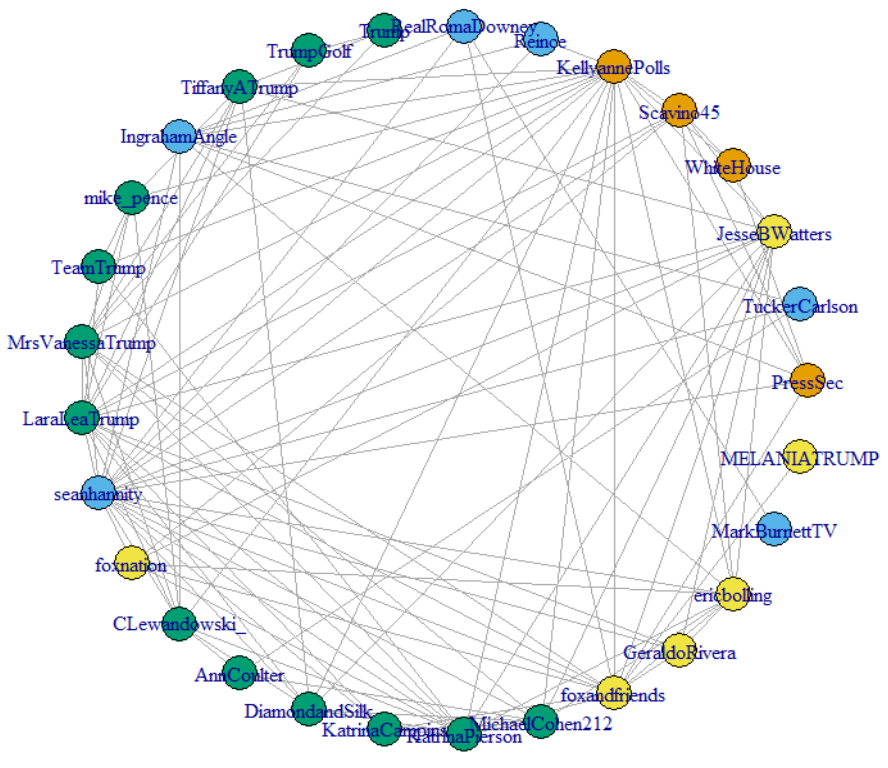 RealRomaDowney
Trump
Reince
TrumpGolf
KellyannePolls
TiffanyATrump
Scavino45
IngrahamAngle
WhiteHouse
mike_pence
JesseBWatters
TeamTrump
TuckerCarlson
MrsVanessaTrump
PressSec
LaraLeaTrump
MELANIATRUMP
seanhannity
MarkBurnettTV
foxnation
ericbolling
CLewandowski_
GeraldoRivera
AnnCoulter
foxandfriends
DiamondandSilk
MichaelCohen212
KatrinaCampins
KatrinaPierson